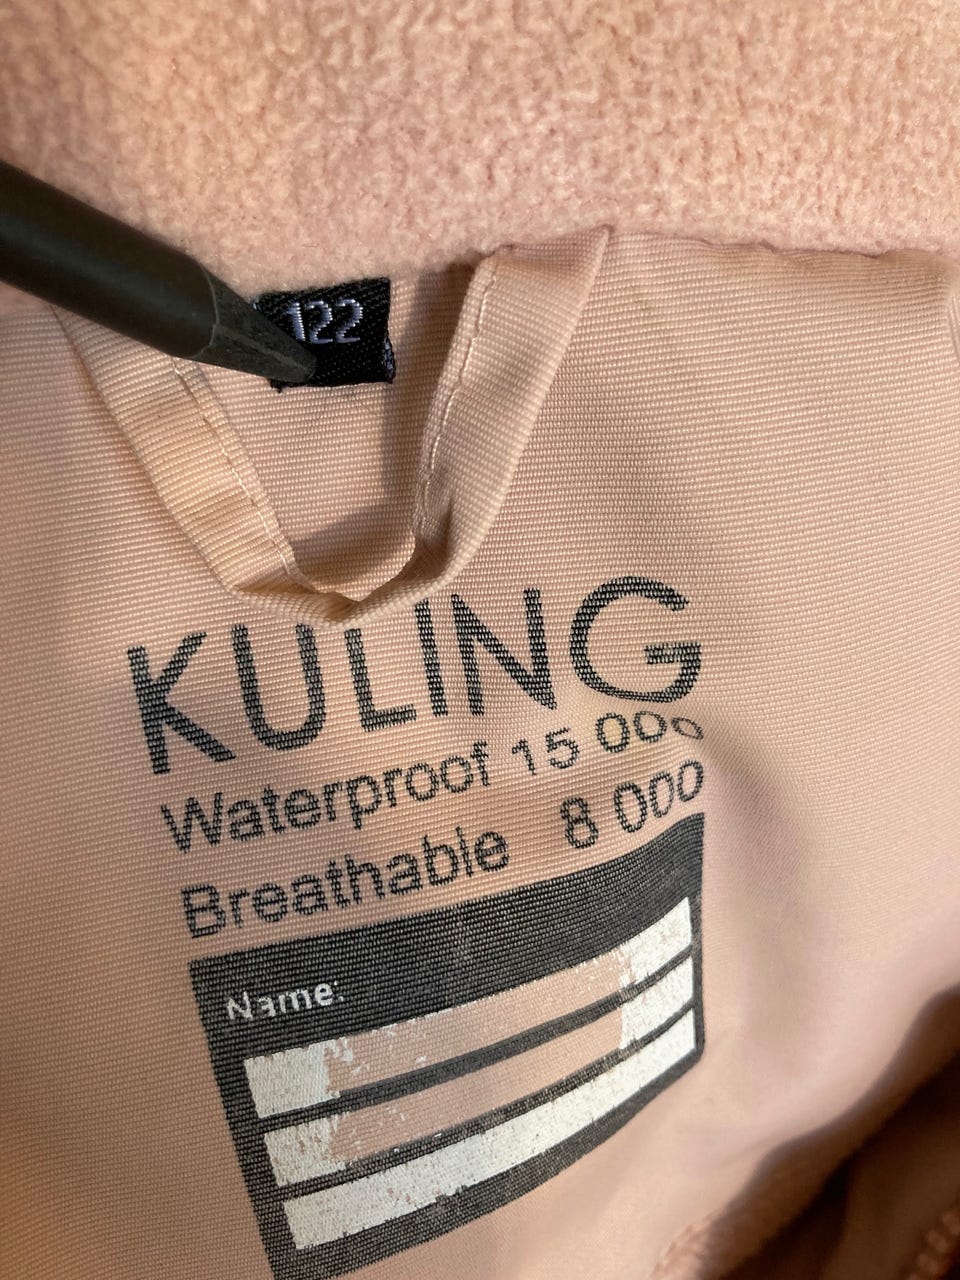 122
KULING
Waterproof 15 000
Breathable 8 000
Name: